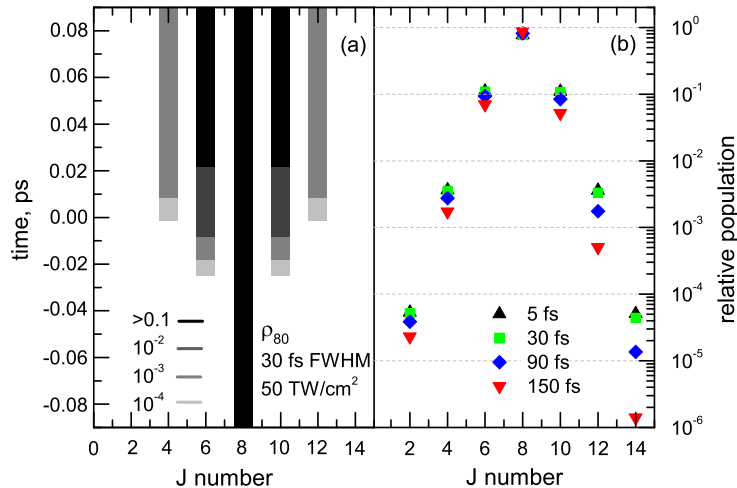 (a)
0.08
0.06
0.04
0.02
0.00
-0.02
-0.04
-0.06
-0.08
time, ps
>0.1
10⁻²
10⁻³
10⁻⁴
ρ₈₀
30 fs FWHM
50 TW/cm²
0 2 4 6 8 10 12 14
J number
(b)
5 fs
30 fs
90 fs
150 fs
2 4 6 8 10 12 14
J number
10⁰
10⁻¹
10⁻²
10⁻³
10⁻⁴
10⁻⁵
10⁻⁶
relative population